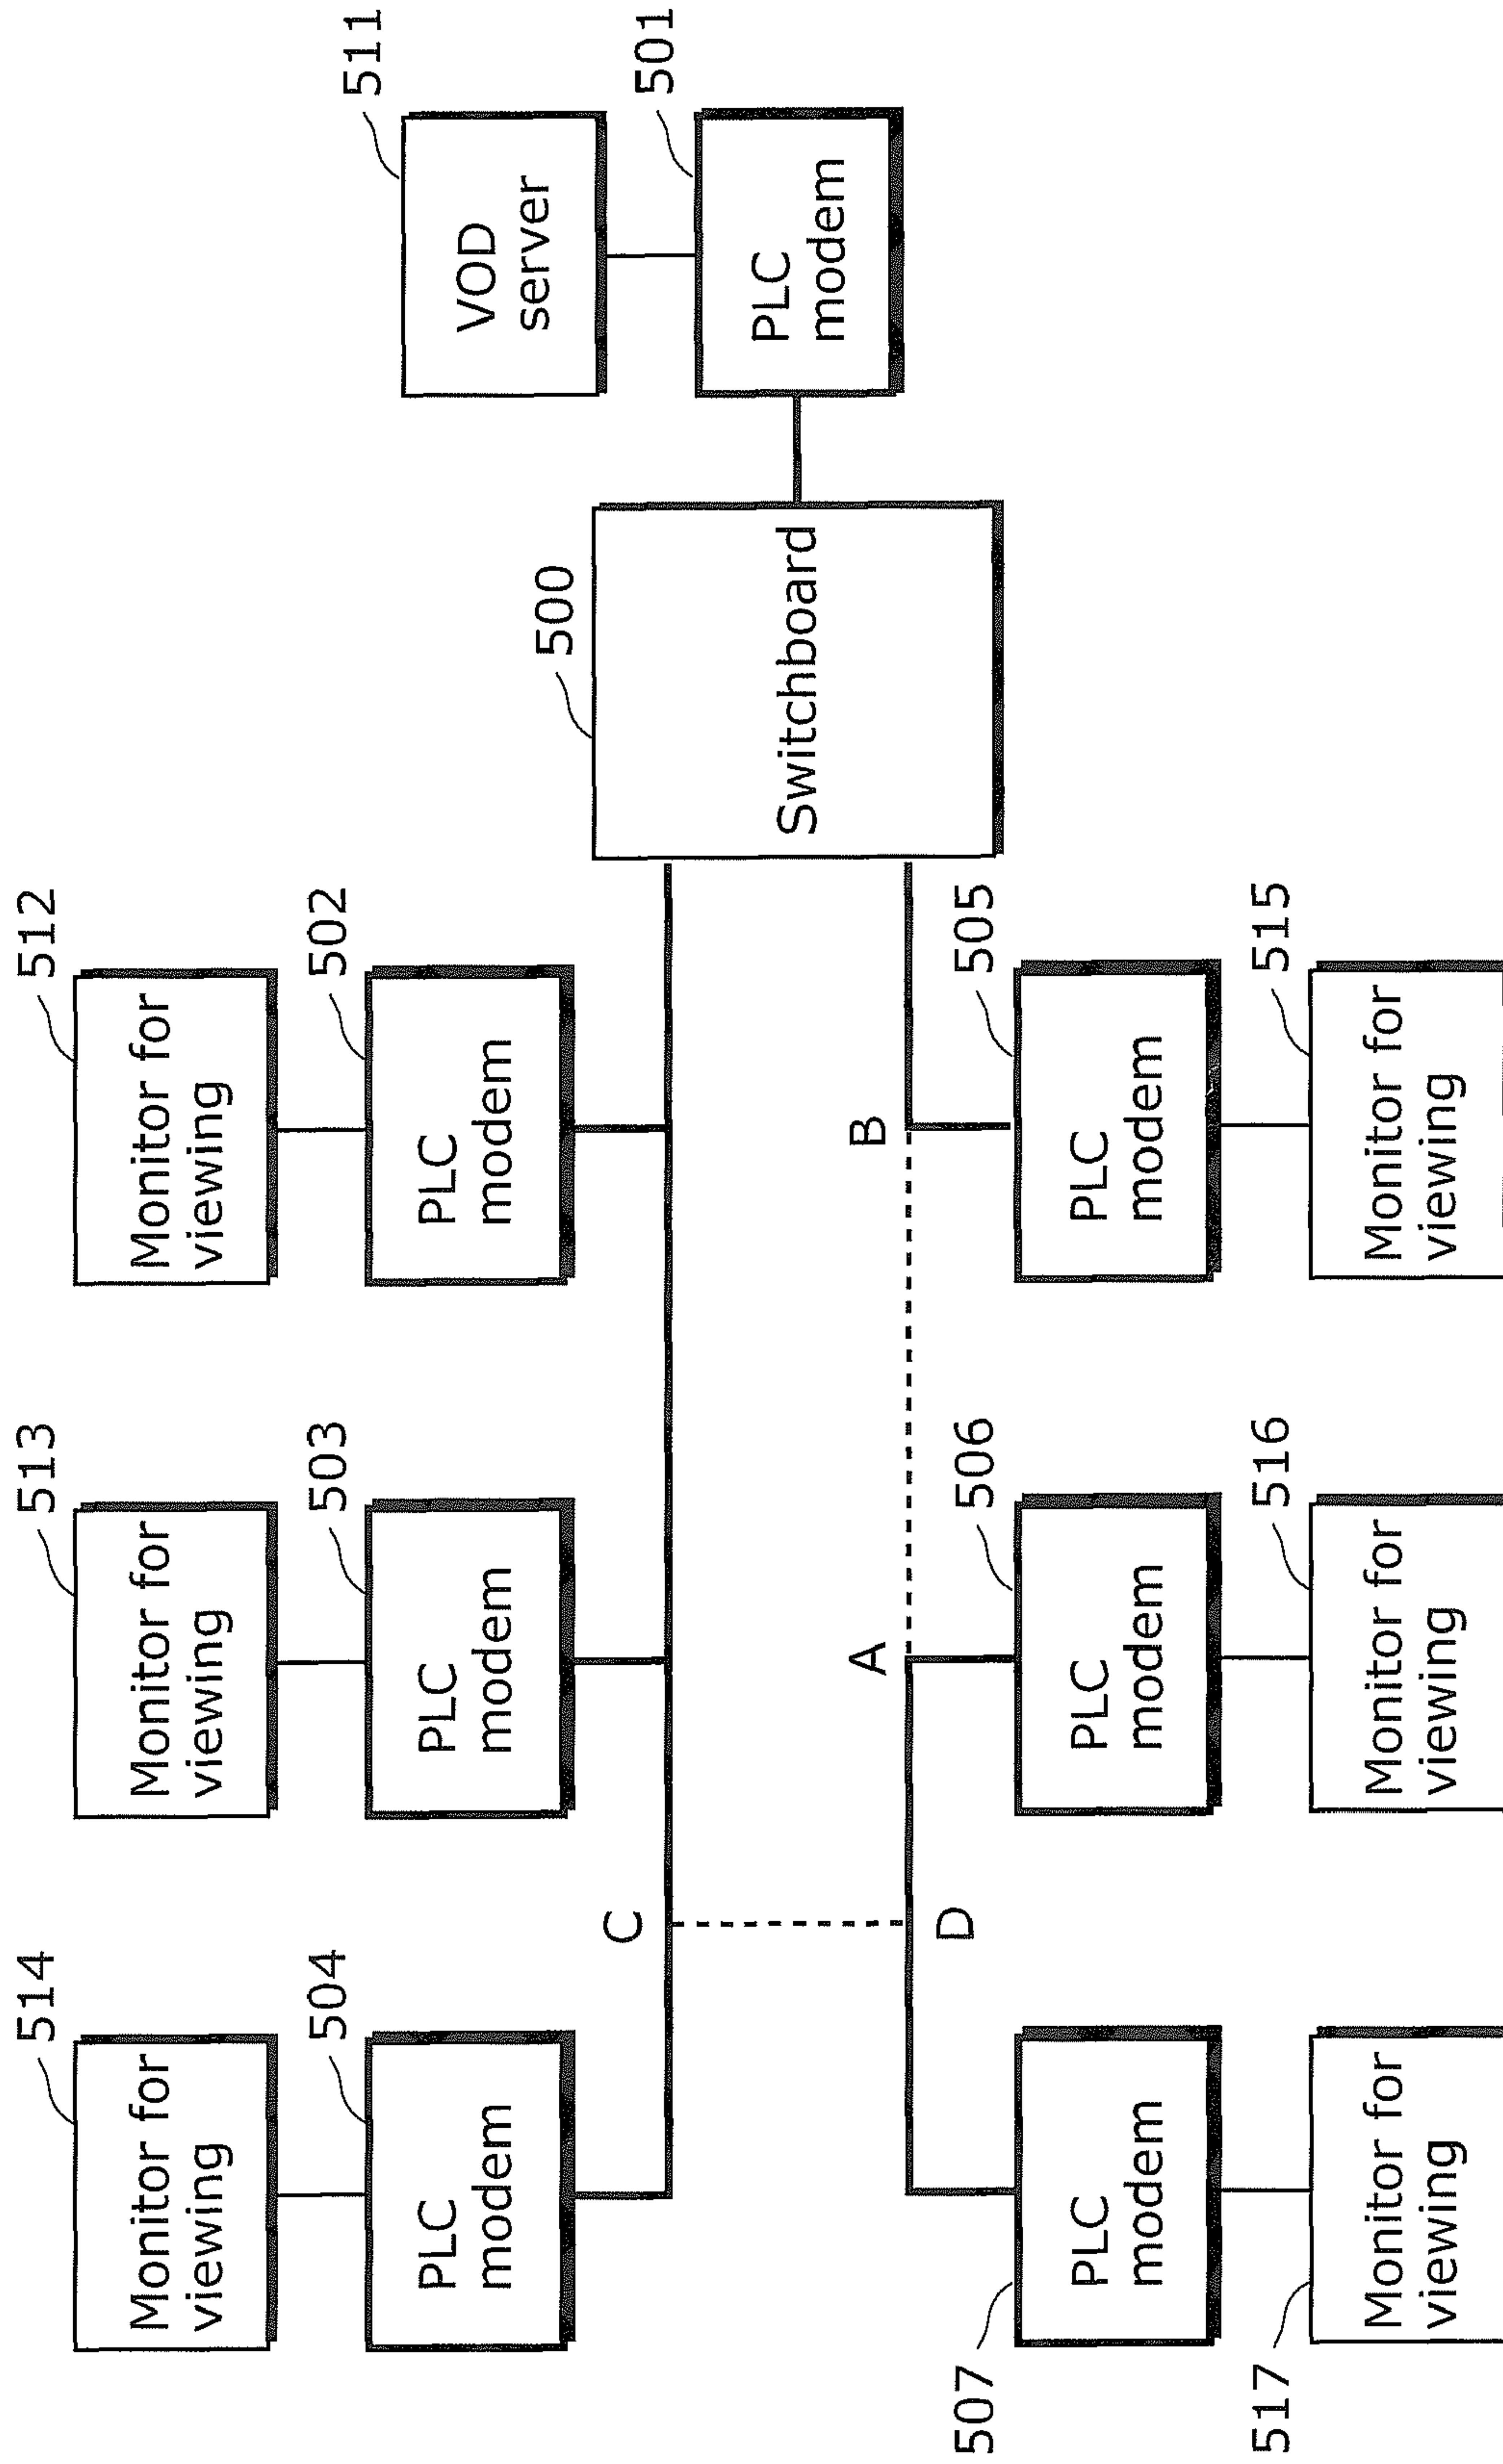 514
513
512
Monitor for
viewing
Monitor for
viewing
Monitor for
viewing
504
503
502
PLC
modem
PLC
modem
PLC
modem
511
VOD
server
500
501
C
Switchboard
PLC
modem
A
B
D
507
506
505
PLC
modem
PLC
modem
PLC
modem
517
516
515
Monitor for
viewing
Monitor for
viewing
Monitor for
viewing